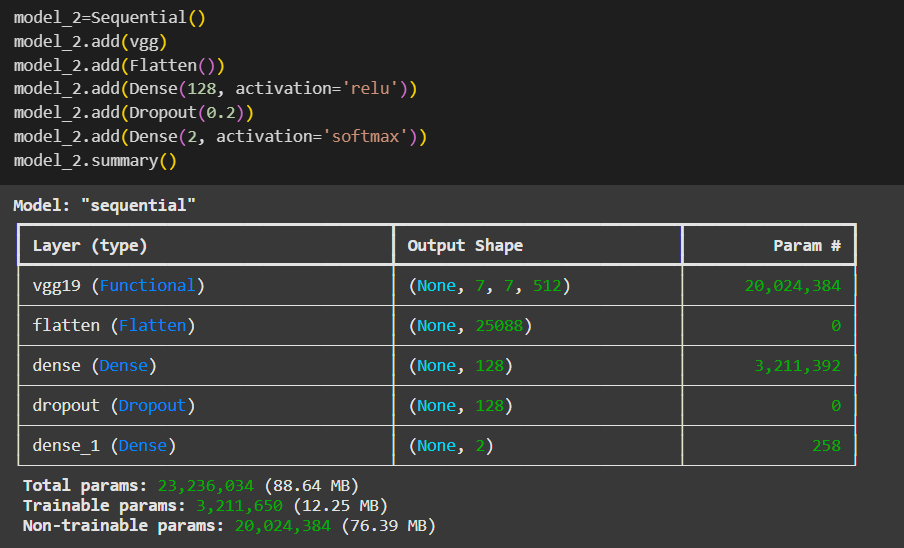 model_2=Sequential()
model_2.add(vgg)
model_2.add(Flatten())
model_2.add(Dense(128, activation='relu'))
model_2.add(Dropout(0.2))
model_2.add(Dense(2, activation='softmax'))
model_2.summary()
Model: "sequential"
Layer (type) Output Shape Param #
vgg19 (Functional) (None, 7, 7, 512) 20,024,384
flatten (Flatten) (None, 25088) 0
dense (Dense) (None, 128) 3,211,392
dropout (Dropout) (None, 128) 0
dense_1 (Dense) (None, 2) 258
Total params: 23,236,034 (88.64 MB)
Trainable params: 3,211,650 (12.25 MB)
Non-trainable params: 20,024,384 (76.39 MB)